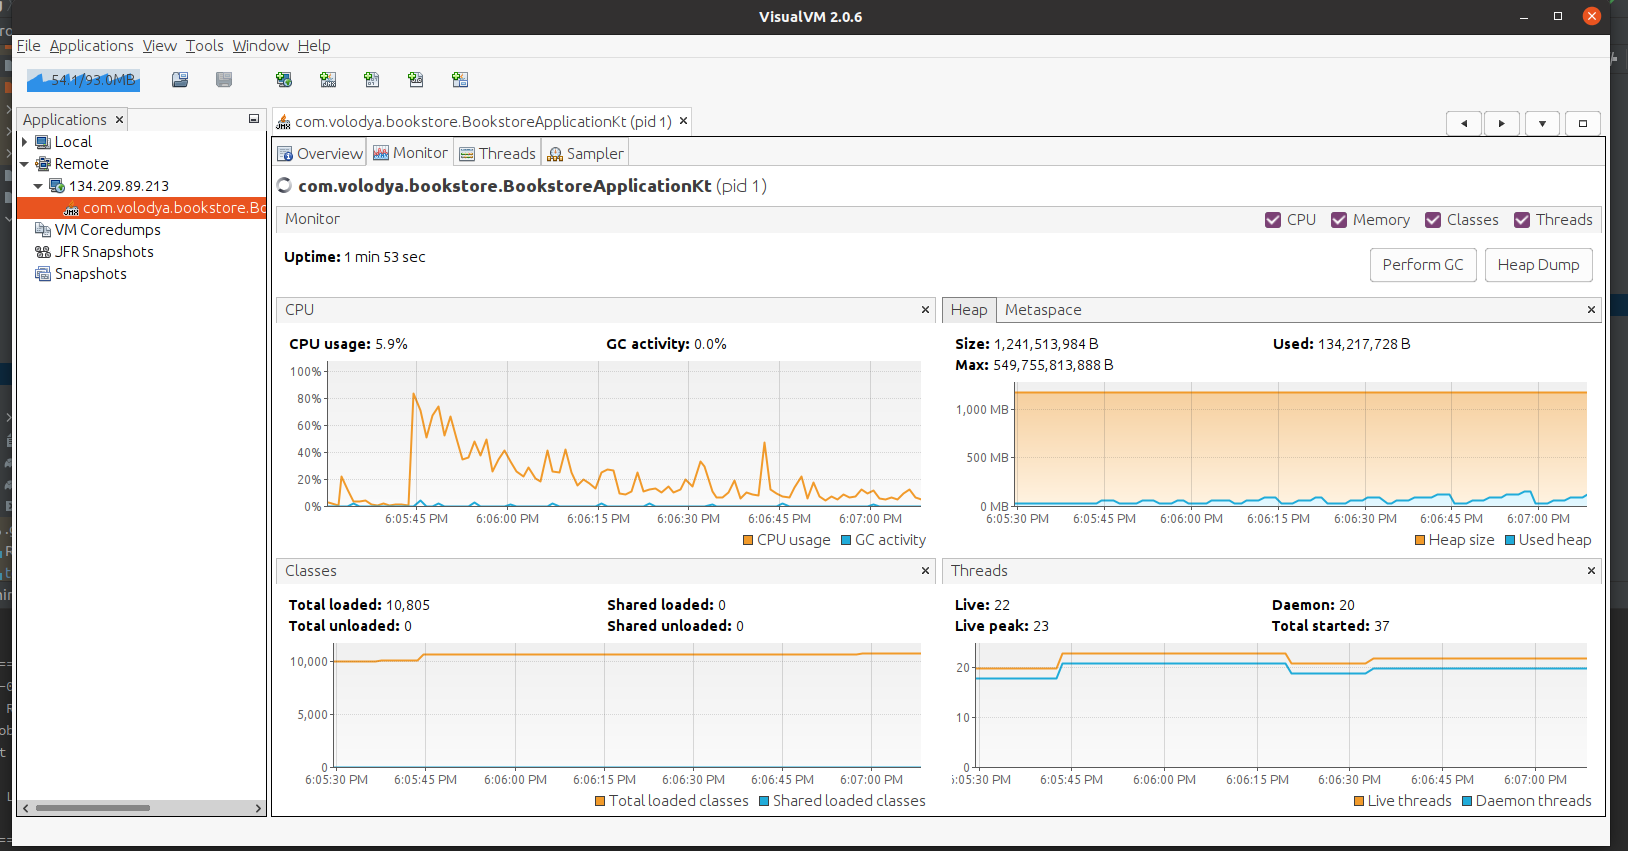 VisualVM 2.0.6
File Applications View Tools Window Help
54.1/93.0MB
Applications
com.volodya.bookstore.BookstoreApplicationKt (pid 1)
Local
Remote
134.209.89.213
com.volodya.bookstore.Bo
VM Coredumps
JFR Snapshots
Snapshots
Overview Monitor Threads Sampler
com.volodya.bookstore.BookstoreApplicationKt (pid 1)
Monitor CPU Memory Classes Threads
Uptime: 1 min 53 sec
Perform GC Heap Dump
CPU
CPU usage: 5.9% GC activity: 0.0%
100%
80%
60%
40%
20%
0%
6:05:45 PM 6:06:00 PM 6:06:15 PM 6:06:30 PM 6:06:45 PM 6:07:00 PM
CPU usage GC activity
Heap Metaspace
Size: 1,241,513,984 B Used: 134,217,728 B
Max: 549,755,813,888 B
1,000 MB
500 MB
0 MB
6:05:30 PM 6:05:45 PM 6:06:00 PM 6:06:15 PM 6:06:30 PM 6:06:45 PM 6:07:00 PM
Heap size Used heap
Classes
Total loaded: 10,805 Shared loaded: 0
Total unloaded: 0 Shared unloaded: 0
10,000
5,000
0
6:05:30 PM 6:05:45 PM 6:06:00 PM 6:06:15 PM 6:06:30 PM 6:06:45 PM 6:07:00 PM
Total loaded classes Shared loaded classes
Threads
Live: 22 Daemon: 20
Live peak: 23 Total started: 37
20
10
0
5:05:30 PM 6:05:45 PM 6:06:00 PM 6:06:15 PM 6:06:30 PM 6:06:45 PM 6:07:00 PM
Live threads Daemon threads